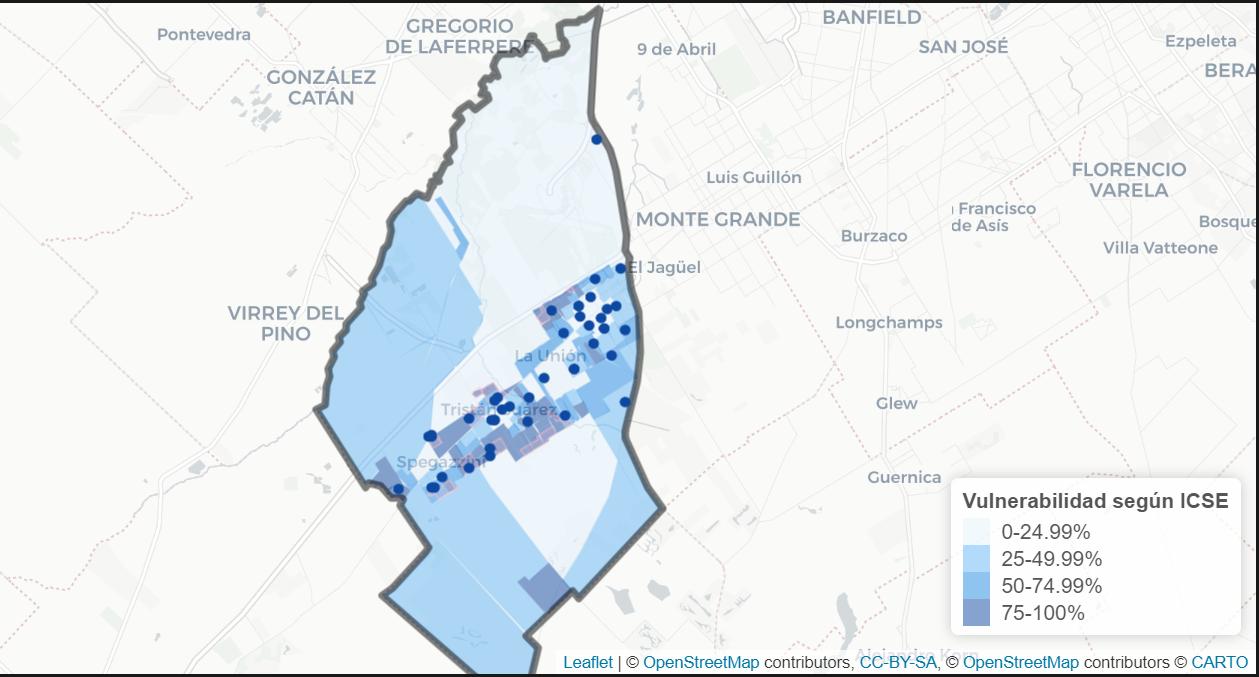 Pontevedra
GREGORIO
DE LAFERRERE
9 de Abril
BANFIELD
SAN JOSÉ
Ezpeleta
BERA
GONZÁLEZ
CATÁN
Luis Guillón
FLORENCIO
VARELA
MONTE GRANDE
Francisco
de Asís
Burzaco
Bosque
Villa Vatteone
El Jagüel
VIRREY DEL
PINO
Longchamps
La Unión
Tristán Suárez
Glew
Spegazzini
Guernica
Vulnerabilidad según ICSE
0-24.99%
25-49.99%
50-74.99%
75-100%
Alejandro Korn
Leaflet | © OpenStreetMap contributors, CC-BY-SA, © OpenStreetMap contributors © CARTO